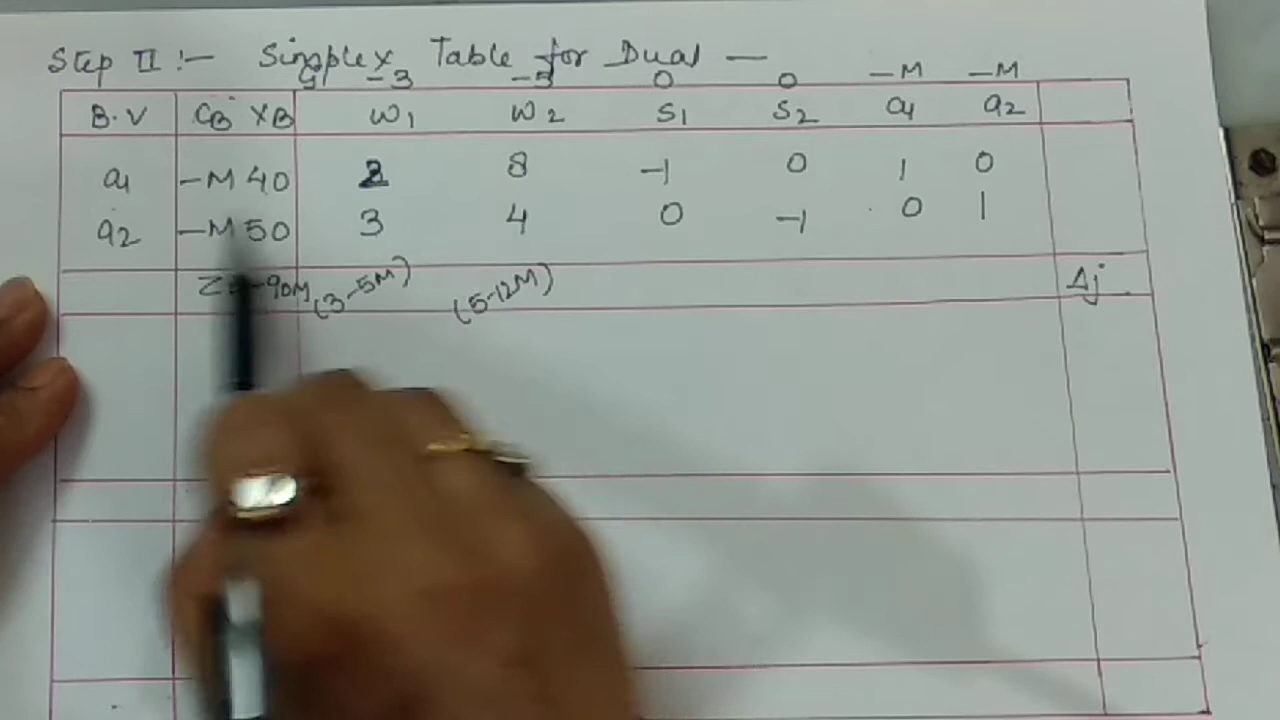 Step II :- Simplex Table for Dual —
Cj -3 -5 0 0 -M -M
B.V CB XB W1 W2 S1 S2 a1 a2
a1 -M 40 2 8 -1 0 1 0
a2 -M 50 3 4 0 -1 0 1
Z = -90M (3-5M) (5-12M) Δj